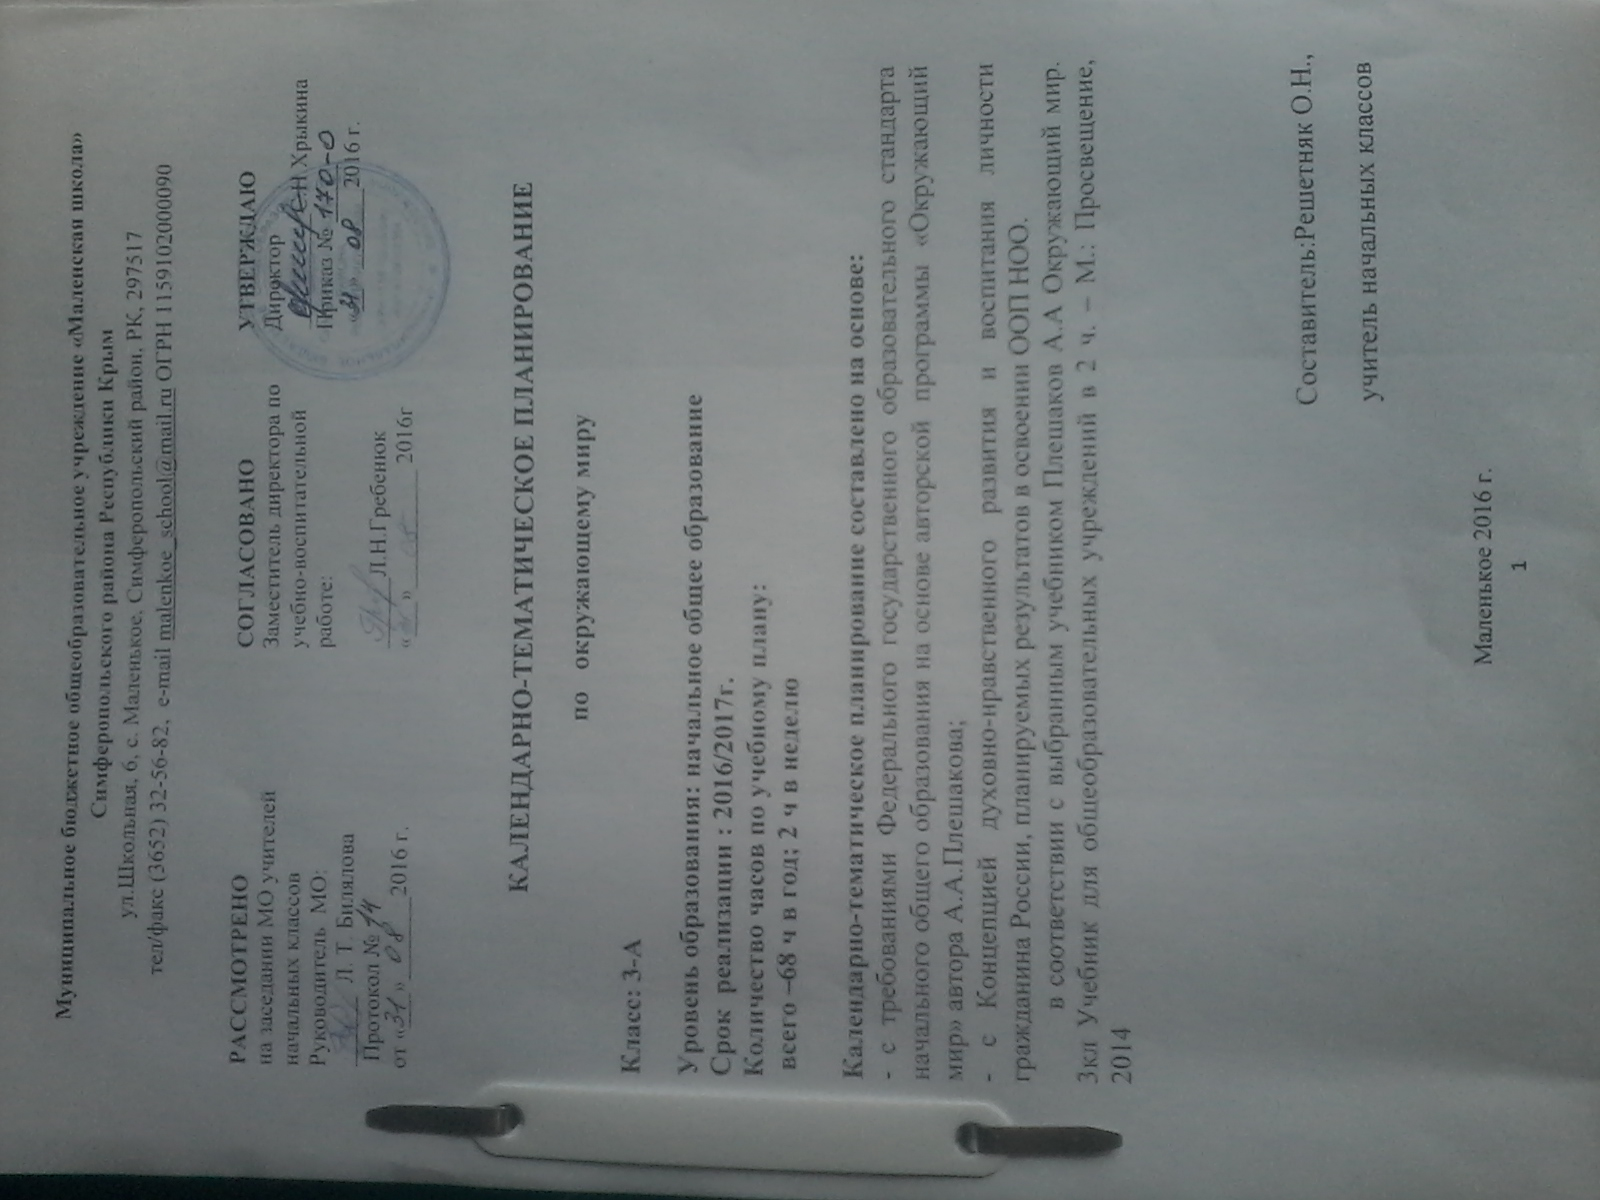 Муниципальное бюджетное общеобразовательное учреждение «Маленская школа»
Симферопольского района Республики Крым
ул.Школьная, 6, с. Маленькое, Симферопольский район, РК, 297517
тел/факс (3652) 32-56-82, e-mail malenkoe_school@mail.ru ОГРН 1159102000090
РАССМОТРЕНО
на заседании МО учителей
начальных классов
Руководитель МО:
Л. Т. Билялова
Протокол № 14
от «31» 08 2016 г.
СОГЛАСОВАНО
Заместитель директора по
учебно-воспитательной
работе:
Л.Н.Гребенюк
« » 2016г
УТВЕРЖДАЮ
Директор
Хрыкина
Приказ № 170-О
«31» 08 2016 г.
КАЛЕНДАРНО-ТЕМАТИЧЕСКОЕ ПЛАНИРОВАНИЕ
по окружающему миру
Класс: 3-А
Уровень образования: начальное общее образование
Срок реализации : 2016/2017г.
Количество часов по учебному плану:
всего –68 ч в год; 2 ч в неделю
Календарно-тематическое планирование составлено на основе:
- с требованиями Федерального государственного образовательного стандарта
начального общего образования на основе авторской программы «Окружающий
мир» автора А.А.Плешакова;
- с Концепцией духовно-нравственного развития и воспитания личности
гражданина России, планируемых результатов в освоении ООП НОО.
в соответствии с выбранным учебником Плешаков А.А Окружающий мир.
3кл Учебник для общеобразовательных учреждений в 2 ч. – М.: Просвещение,
2014
Составитель:Решетняк О.Н.,
учитель начальных классов
Маленькое 2016 г.
1